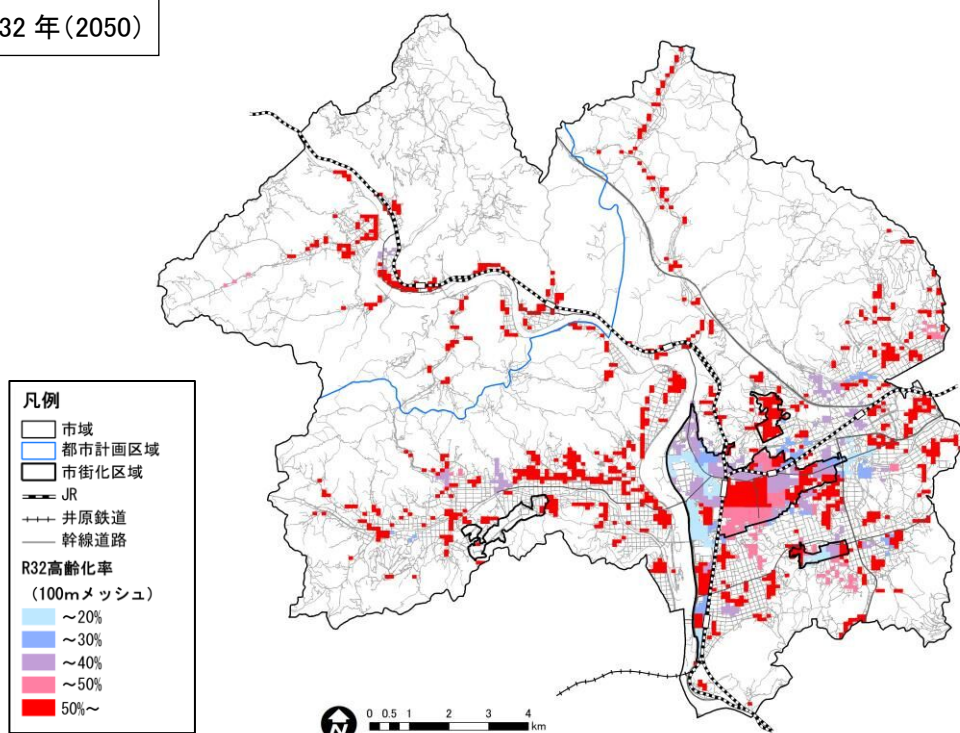 32 年(2050)
凡例
市域
都市計画区域
市街化区域
JR
井原鉄道
幹線道路
R32高齢化率
(100mメッシュ)
～20%
～30%
～40%
～50%
50%～
N
0 0.5 1 2 3 4
km